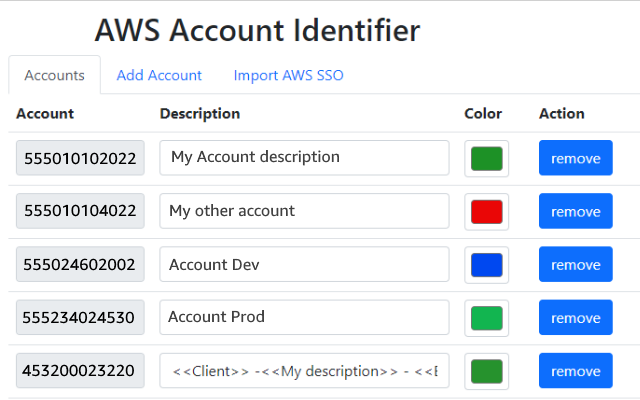 AWS Account Identifier
Accounts Add Account Import AWS SSO
Account Description Color Action
555010102022 My Account description remove
555010104022 My other account remove
555024602002 Account Dev remove
555234024530 Account Prod remove
453200023220 <<Client>> -<<My description>> - << remove